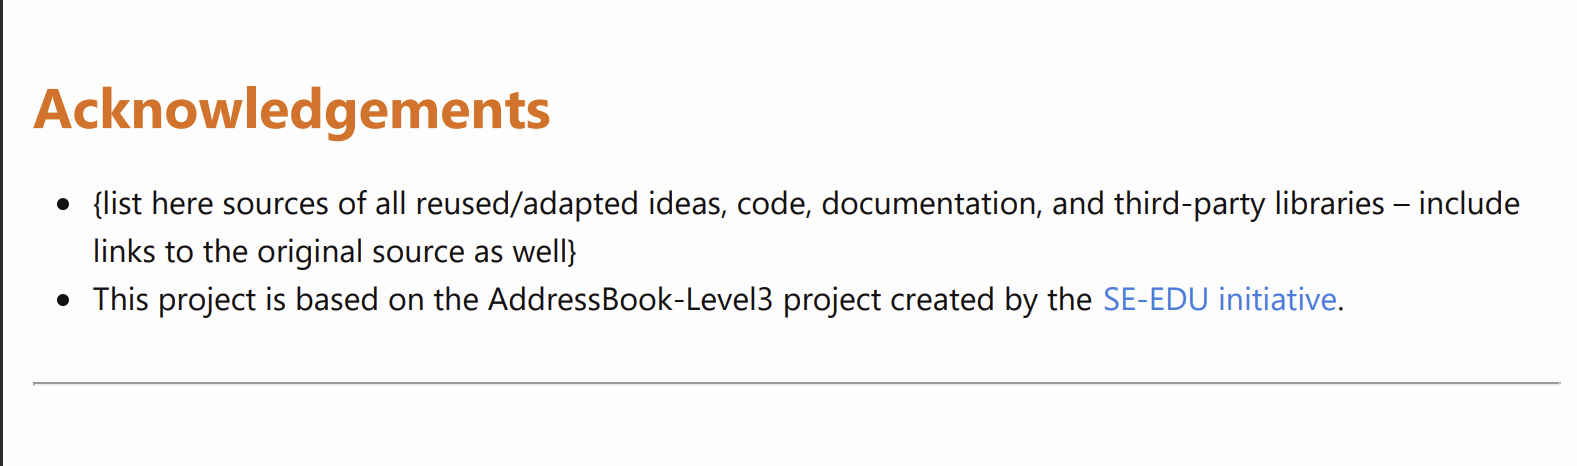 Acknowledgements
{list here sources of all reused/adapted ideas, code, documentation, and third-party libraries – include
links to the original source as well}
This project is based on the AddressBook-Level3 project created by the SE-EDU initiative.